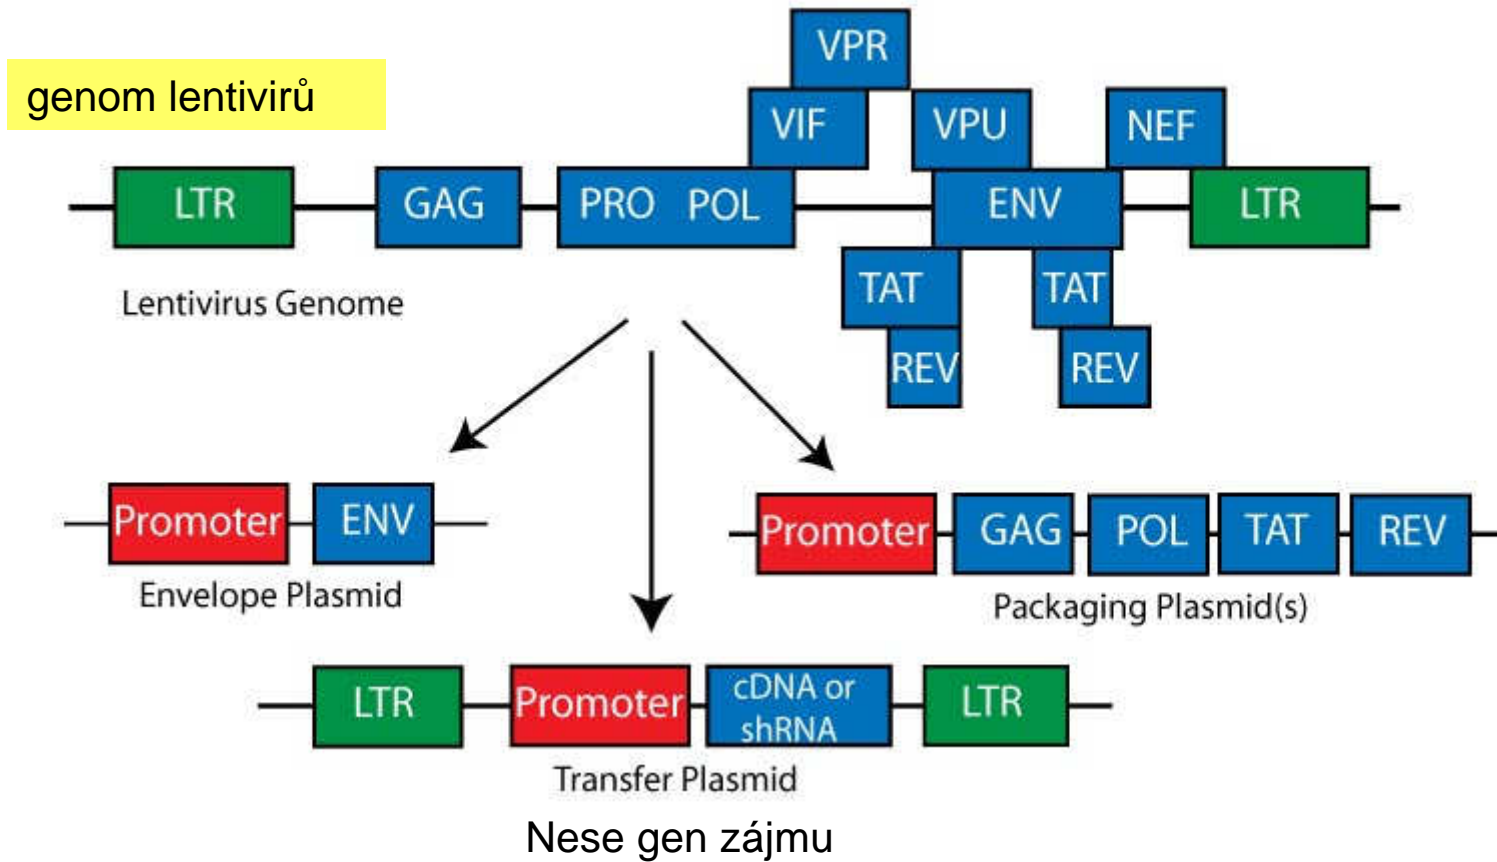 genom lentivirů
VPR
VIF
VPU
NEF
LTR
GAG
PRO POL
ENV
LTR
TAT
TAT
REV
REV
Lentivirus Genome
Promoter
ENV
Envelope Plasmid
Promoter
GAG
POL
TAT
REV
Packaging Plasmid(s)
LTR
Promoter
cDNA or
shRNA
LTR
Transfer Plasmid
Nese gen zájmu